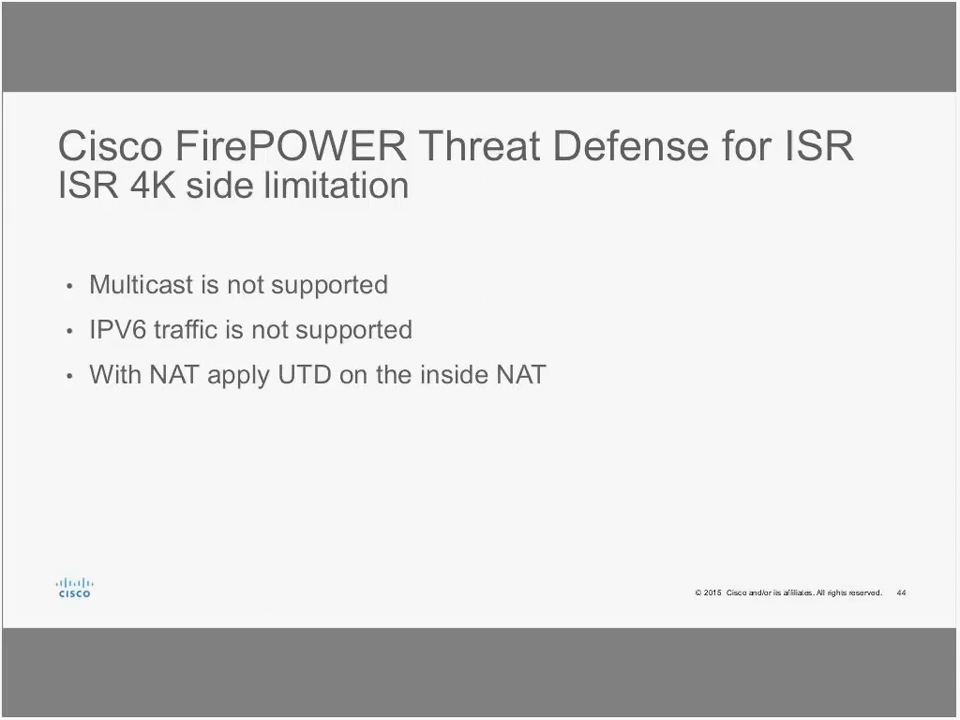 Cisco FirePOWER Threat Defense for ISR
ISR 4K side limitation
• Multicast is not supported
• IPV6 traffic is not supported
• With NAT apply UTD on the inside NAT
CISCO
© 2015 Cisco and/or its affiliates. All rights reserved. 44